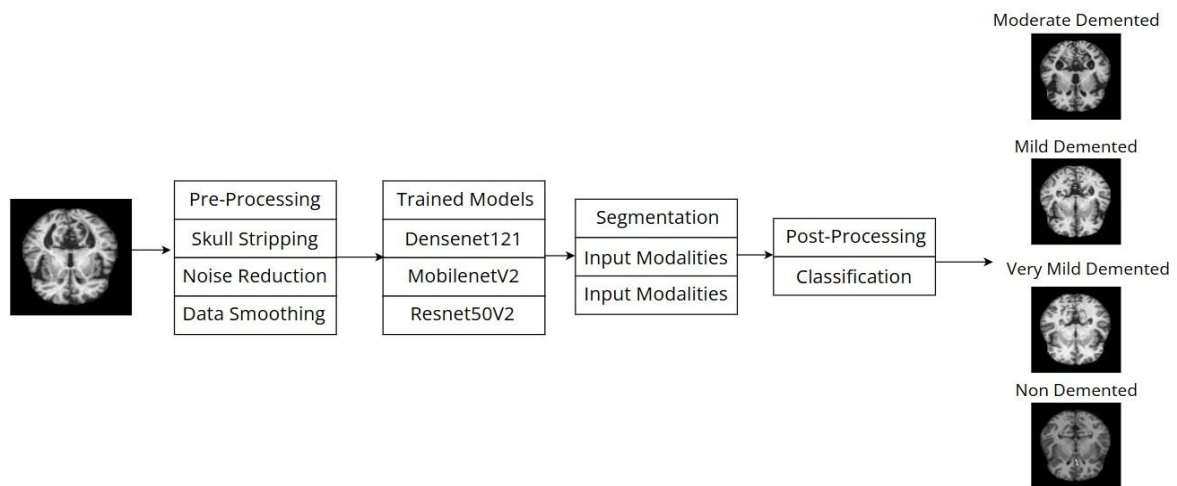 Pre-Processing
Skull Stripping
Noise Reduction
Data Smoothing
Trained Models
Densenet121
MobilenetV2
Resnet50V2
Segmentation
Input Modalities
Input Modalities
Post-Processing
Classification
Moderate Demented
Mild Demented
Very Mild Demented
Non Demented